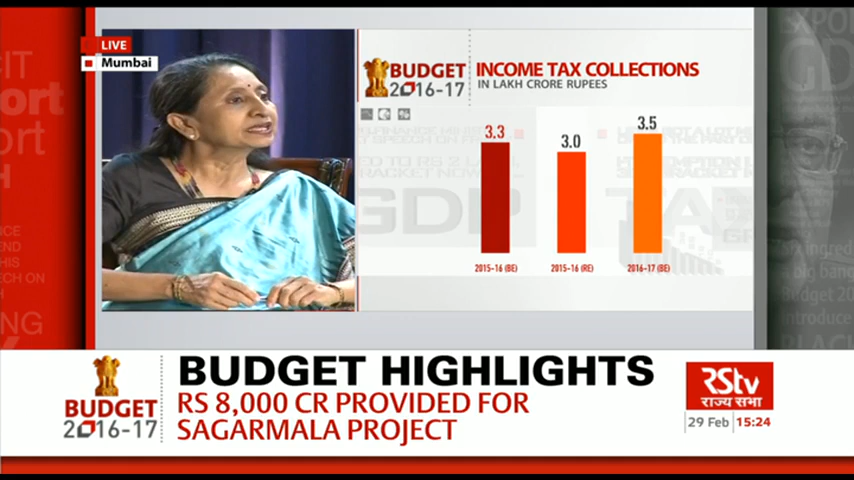 LIVE
Mumbai
BUDGET
2016-17
INCOME TAX COLLECTIONS
IN LAKH CRORE RUPEES
3.3
3.0
3.5
GDP
TAX
2015-16 (BE)
2015-16 (RE)
2016-17 (BE)
BUDGET
2016-17
BUDGET HIGHLIGHTS
RS 8,000 CR PROVIDED FOR
SAGARMALA PROJECT
RSTV
राज्य सभा
29 Feb
15:24